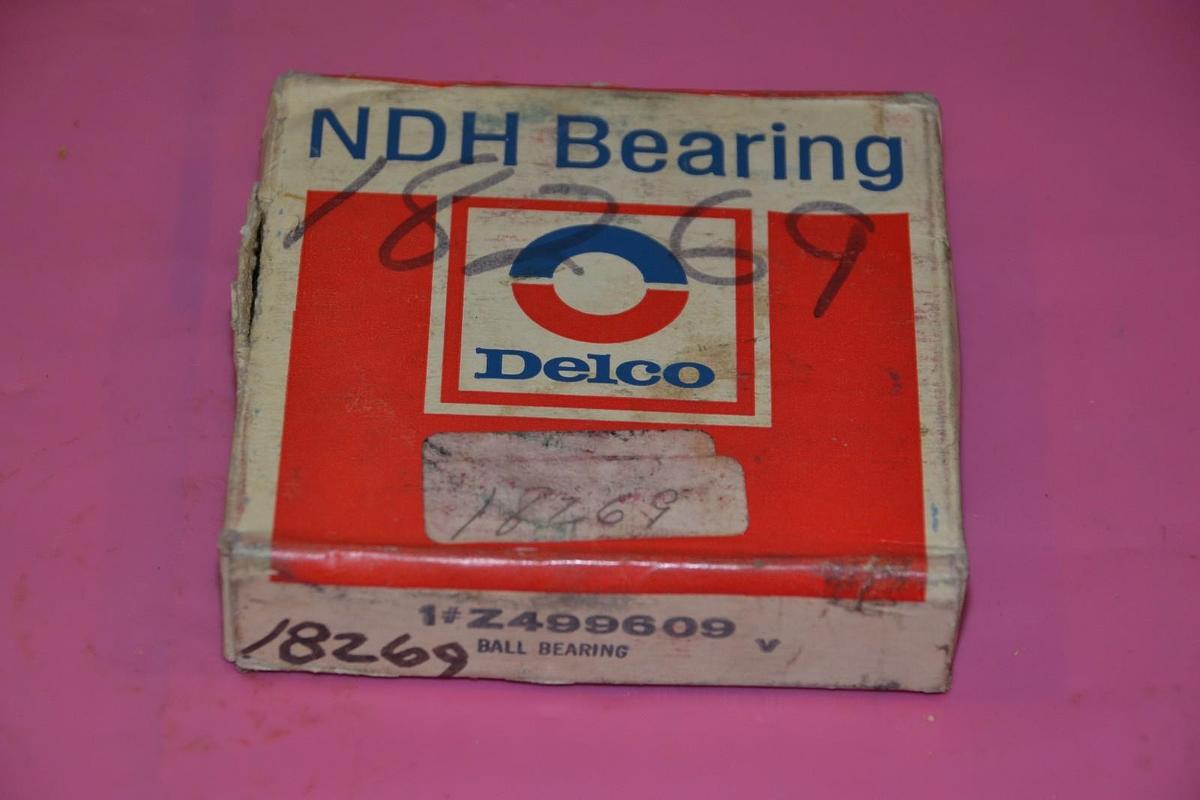 NDH Bearing
18269
Delco
18269
1#Z499609 v
18269 BALL BEARING